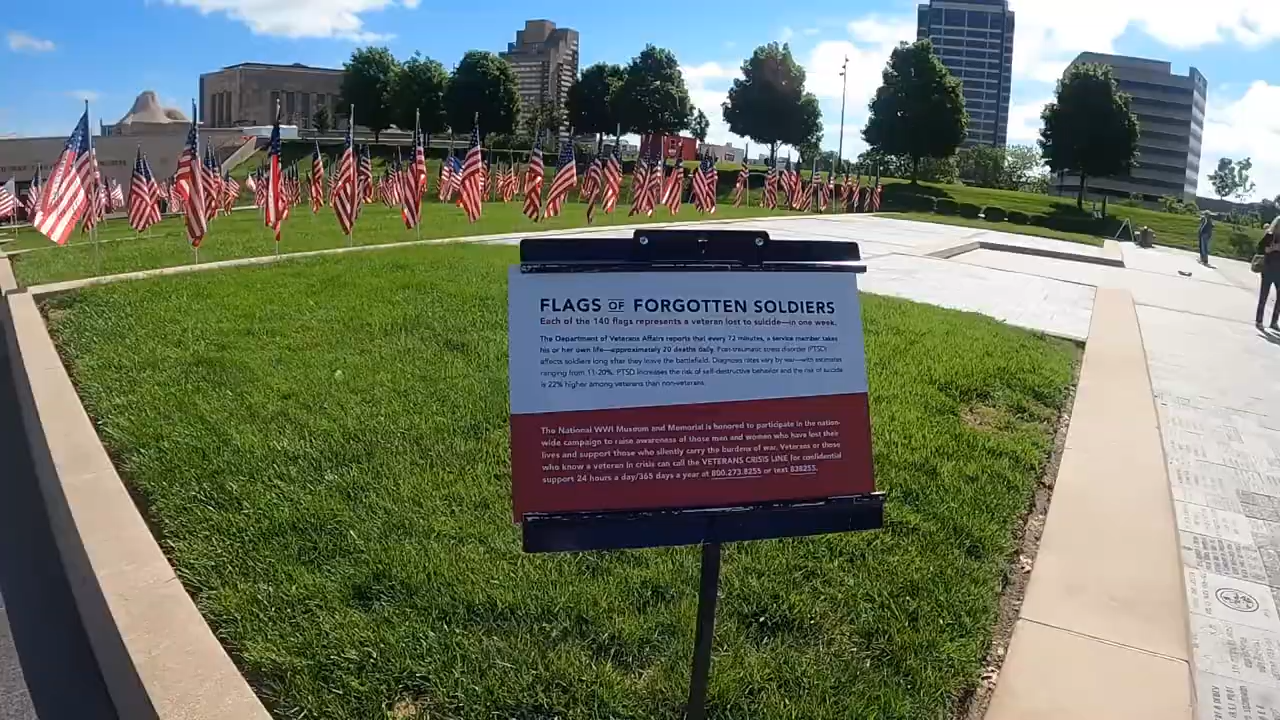 FLAGS OF FORGOTTEN SOLDIERS
Each of the 140 flags represents a veteran lost to suicide—in one week.
The Department of Veterans Affairs reports that every 72 minutes, a service member takes
his or her own life—approximately 20 deaths daily. Post-traumatic stress disorder (PTSD)
affects soldiers long after they leave the battlefield. Diagnosis rates vary by war—with estimates
ranging from 11-20%. PTSD increases the risk of self-destructive behavior and the risk of suicide
is 22% higher among veterans than non-veterans.
The National WWI Museum and Memorial is honored to participate in the nation-
wide campaign to raise awareness of those men and women who have lost their
lives and support those who silently carry the burdens of war. Veterans or those
who know a veteran in crisis can call the VETERANS CRISIS LINE for confidential
support 24 hours a day/365 days a year at 800.273.8255 or text 838255.